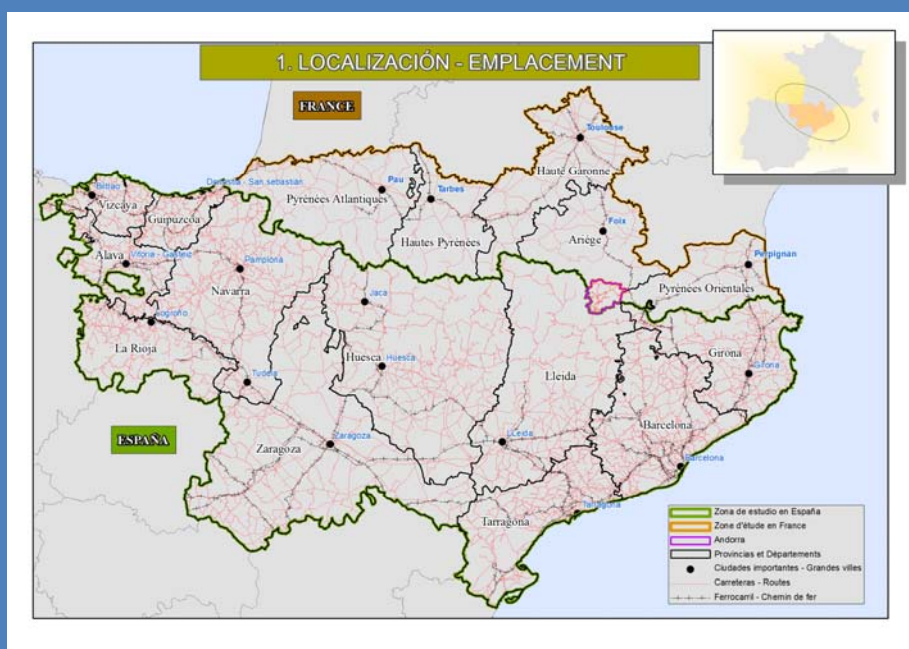 1. LOCALIZACIÓN - EMPLACEMENT
FRANCE
Toulouse
Haute Garonne
Bilbao
Vizcaya
Donostia - San sebastián
Guipuzcoa
Pau
Pyrénées Atlantiques
Tarbes
Hautes Pyrénées
Foix
Ariège
Perpignan
Pyrénées Orientales
Alava
Vitoria - Gasteiz
Pamplona
Navarra
Jaca
Logroño
La Rioja
Huesca
Huesca
Lleida
Girona
Girona
Tudela
Barcelona
ESPAÑA
Zaragoza
Zaragoza
LLeida
Barcelona
Tarragona
Tarragona
Zona de estudio en España
Zone d'étude en France
Andorra
Provincias et Départements
Ciudades importantes - Grandes villes
Carreteras - Routes
Ferrocarril - Chemin de fer